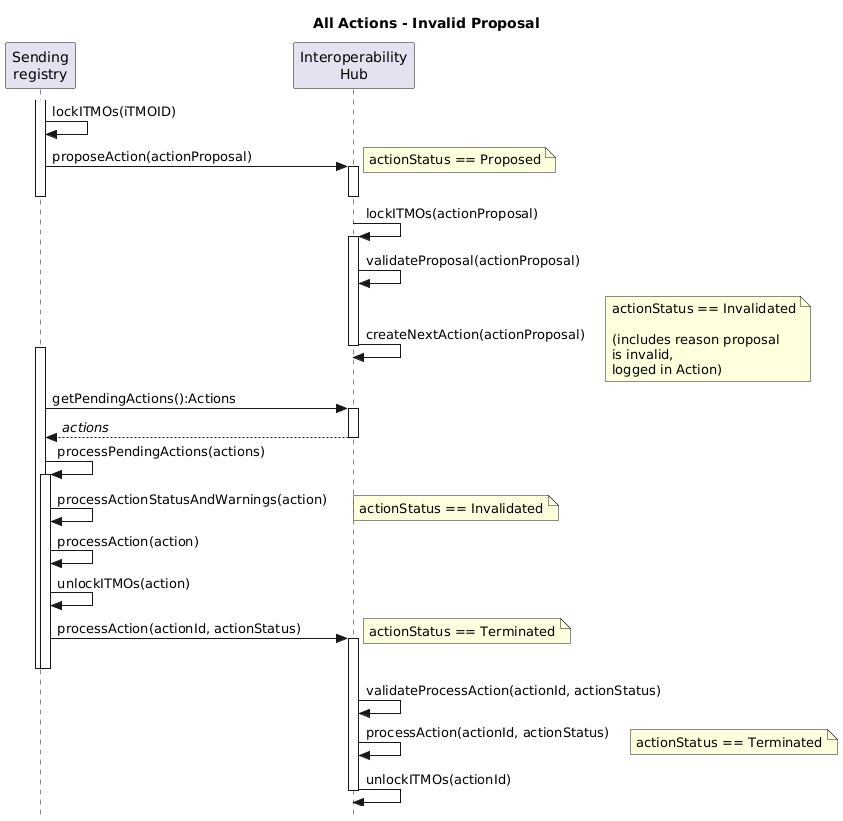 All Actions - Invalid Proposal
Sending
registry
Interoperability
Hub
lockITMOs(iTMOID)
proposeAction(actionProposal)
actionStatus == Proposed
lockITMOs(actionProposal)
validateProposal(actionProposal)
createNextAction(actionProposal)
actionStatus == Invalidated
(includes reason proposal
is invalid,
logged in Action)
getPendingActions():Actions
actions
processPendingActions(actions)
processActionStatusAndWarnings(action)
actionStatus == Invalidated
processAction(action)
unlockITMOs(action)
processAction(actionId, actionStatus)
actionStatus == Terminated
validateProcessAction(actionId, actionStatus)
processAction(actionId, actionStatus)
actionStatus == Terminated
unlockITMOs(actionId)